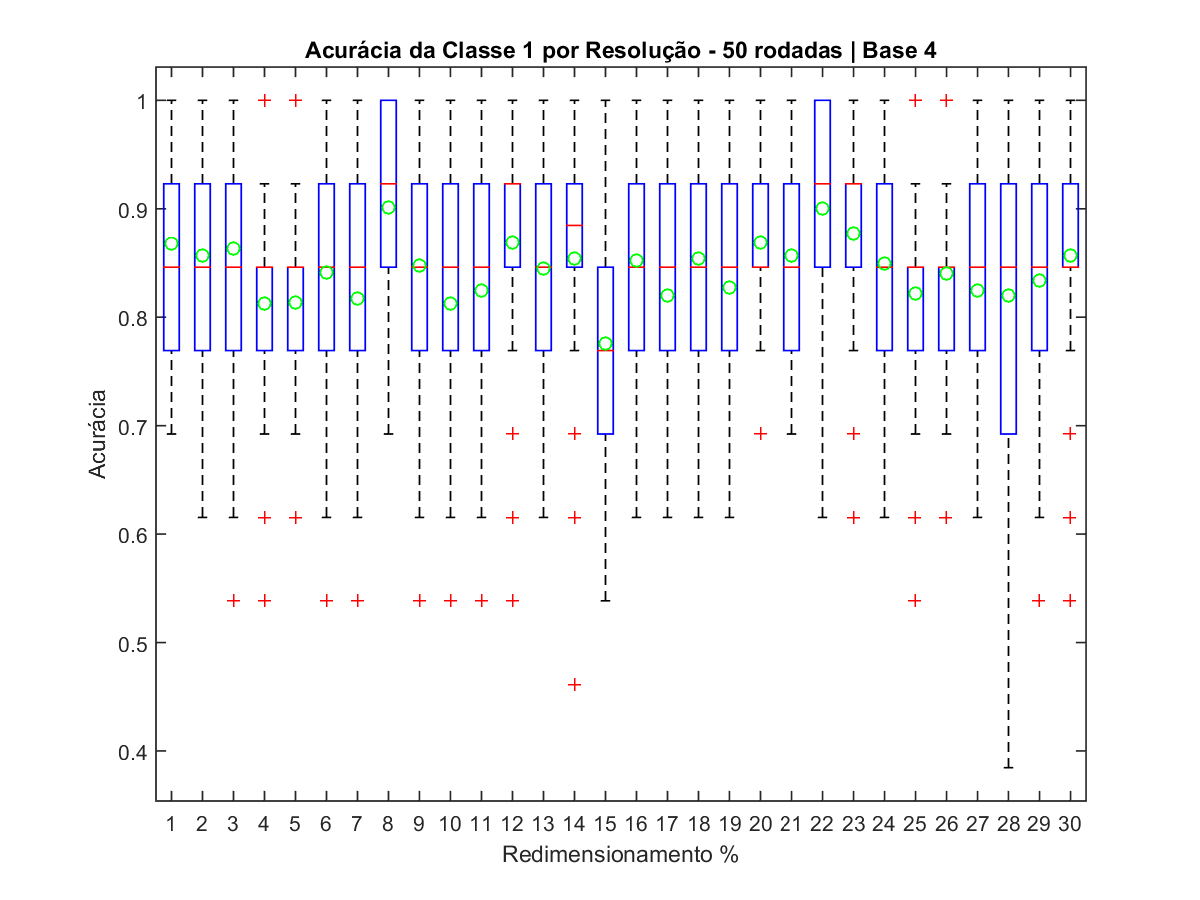 Acurácia da Classe 1 por Resolução - 50 rodadas | Base 4
1
0.9
0.8
0.7
0.6
0.5
0.4
Acurácia
1 2 3 4 5 6 7 8 9 10 11 12 13 14 15 16 17 18 19 20 21 22 23 24 25 26 27 28 29 30
Redimensionamento %